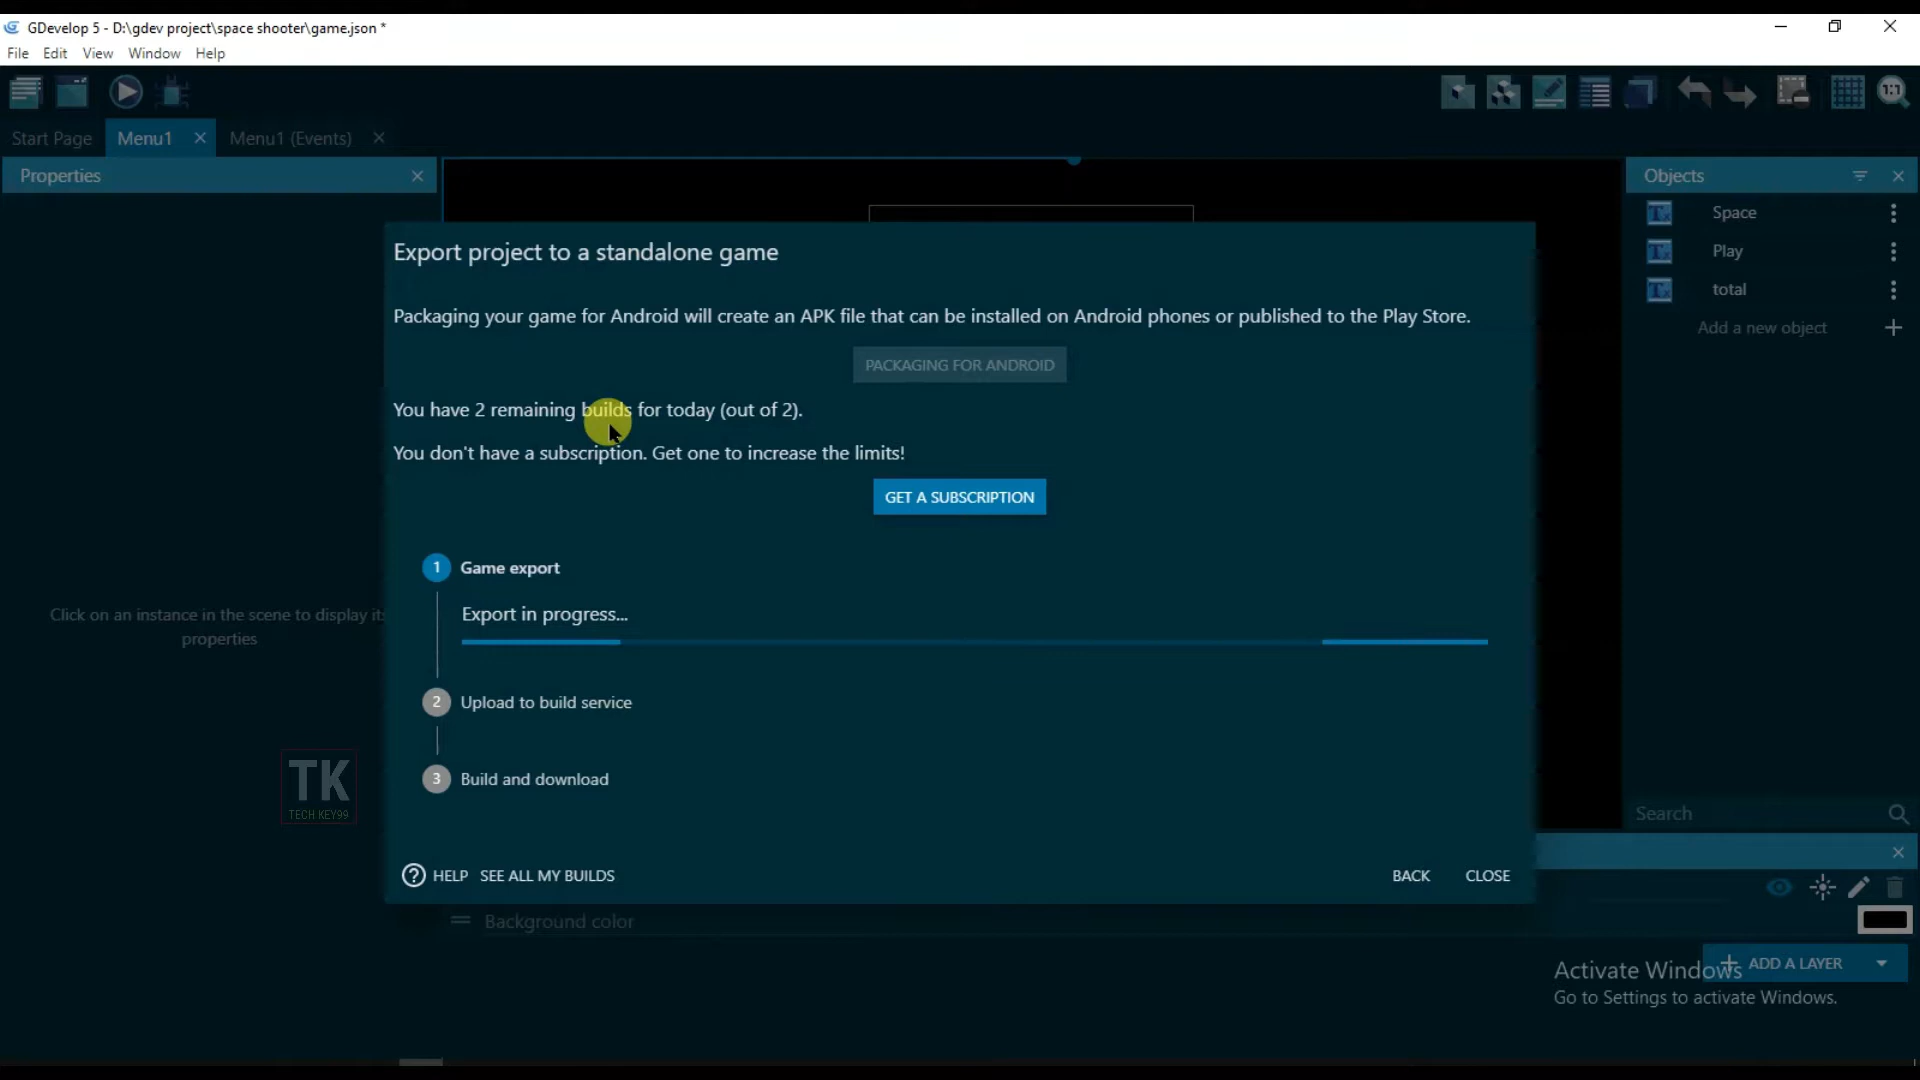 GDevelop 5 - D:\gdev project\space shooter\game.json *
File Edit View Window Help
1:1
Start Page Menu1 Menu1 (Events)
Properties
Objects
Space
Play
total
Add a new object
Export project to a standalone game
Packaging your game for Android will create an APK file that can be installed on Android phones or published to the Play Store.
PACKAGING FOR ANDROID
You have 2 remaining builds for today (out of 2).
You don't have a subscription. Get one to increase the limits!
GET A SUBSCRIPTION
1 Game export
Export in progress...
Click on an instance in the scene to display its
properties
2 Upload to build service
3 Build and download
TK
TECH KEY99
Search
? HELP SEE ALL MY BUILDS BACK CLOSE
Background color
ADD A LAYER
Activate Windows
Go to Settings to activate Windows.